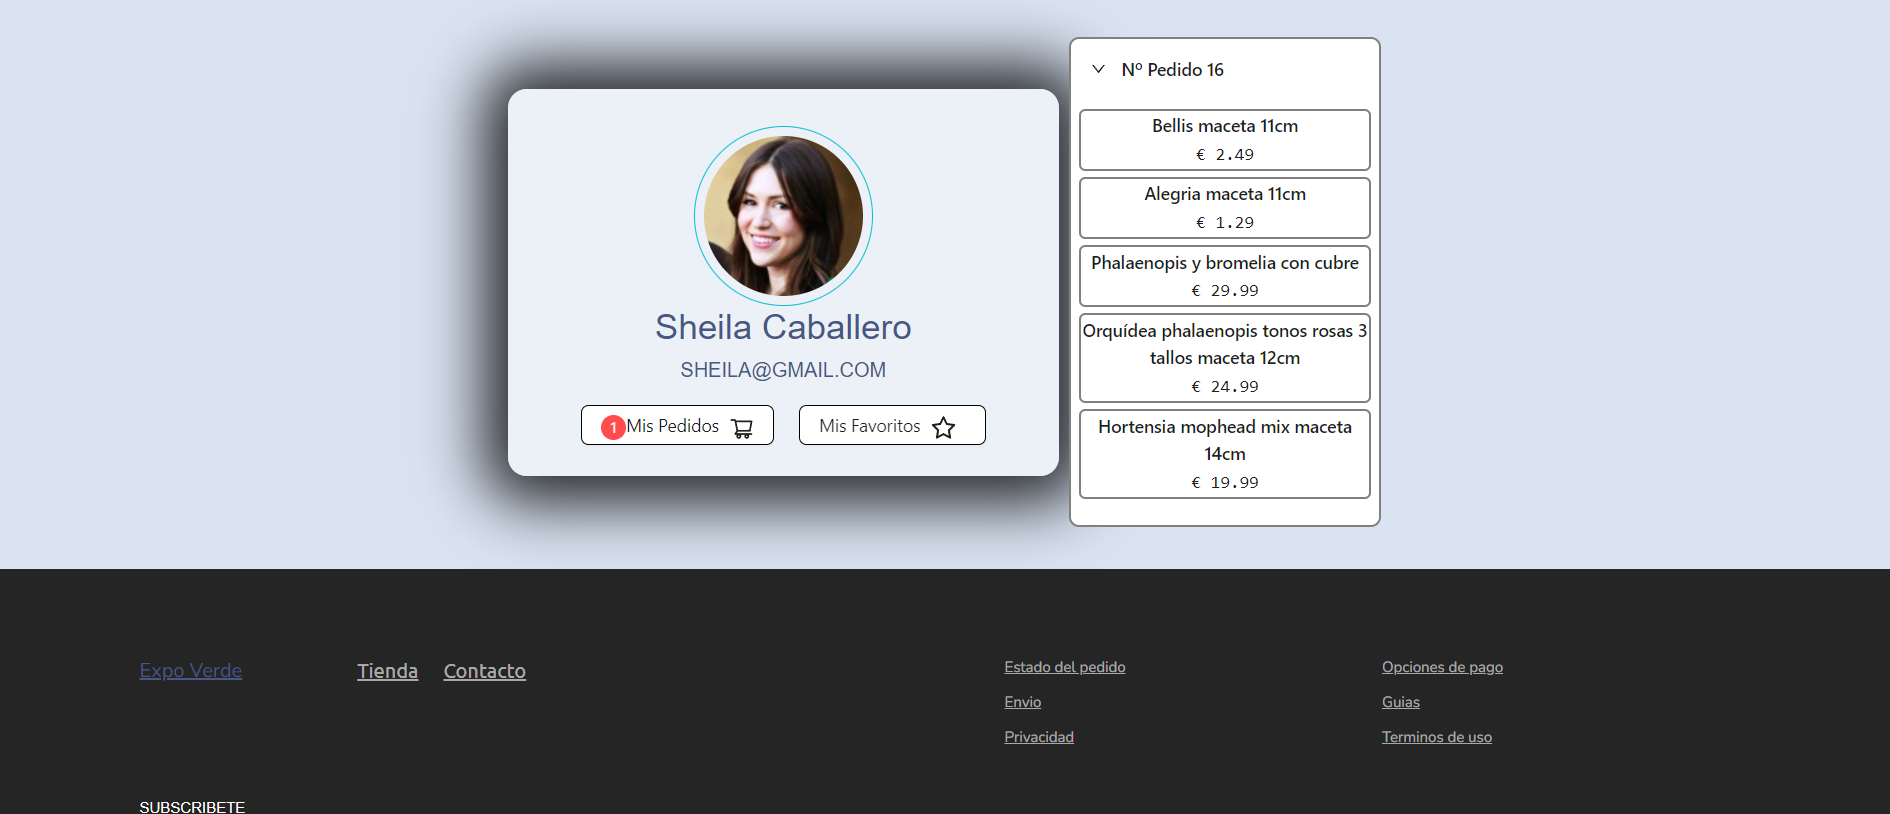 Sheila Caballero
SHEILA@GMAIL.COM
1 Mis Pedidos
Mis Favoritos
Nº Pedido 16
Bellis maceta 11cm
€ 2.49
Alegria maceta 11cm
€ 1.29
Phalaenopis y bromelia con cubre
€ 29.99
Orquídea phalaenopis tonos rosas 3
tallos maceta 12cm
€ 24.99
Hortensia mophead mix maceta
14cm
€ 19.99
Expo Verde
Tienda
Contacto
Estado del pedido
Envio
Privacidad
Opciones de pago
Guias
Terminos de uso
SUBSCRIBETE